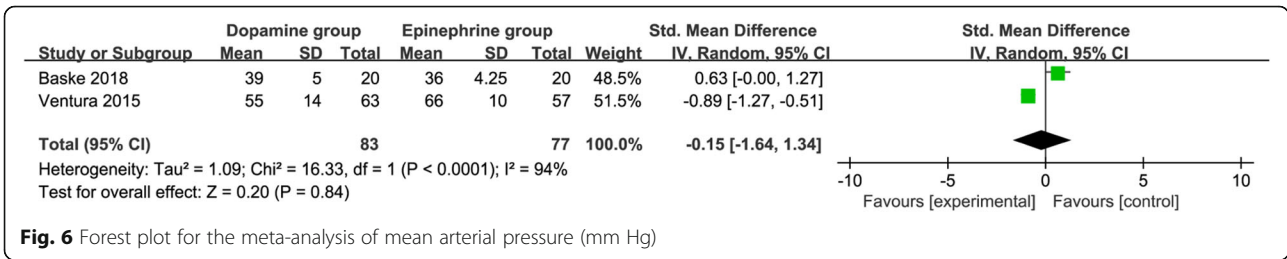 Dopamine group Epinephrine group Std. Mean Difference Std. Mean Difference
Study or Subgroup Mean SD Total Mean SD Total Weight IV, Random, 95% CI IV, Random, 95% CI
Baske 2018 39 5 20 36 4.25 20 48.5% 0.63 [-0.00, 1.27]
Ventura 2015 55 14 63 66 10 57 51.5% -0.89 [-1.27, -0.51]
Total (95% CI) 83 77 100.0% -0.15 [-1.64, 1.34]
Heterogeneity: Tau² = 1.09; Chi² = 16.33, df = 1 (P < 0.0001); I² = 94%
Test for overall effect: Z = 0.20 (P = 0.84)
-10 -5 0 5 10
Favours [experimental] Favours [control]
Fig. 6 Forest plot for the meta-analysis of mean arterial pressure (mm Hg)